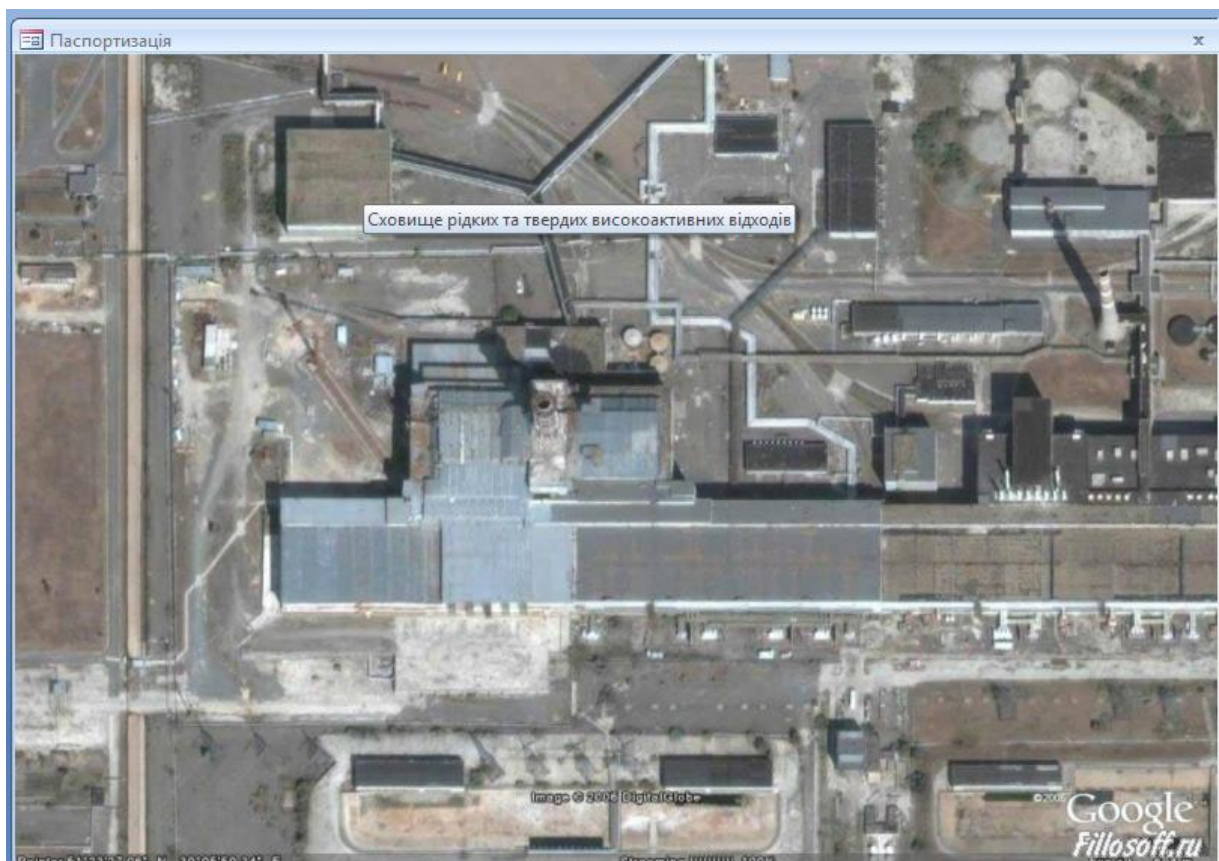 Паспортизація
x
Сховище рідких та твердих високоактивних відходів
Image © 2006 DigitalGlobe
Google
Fillosoff.ru